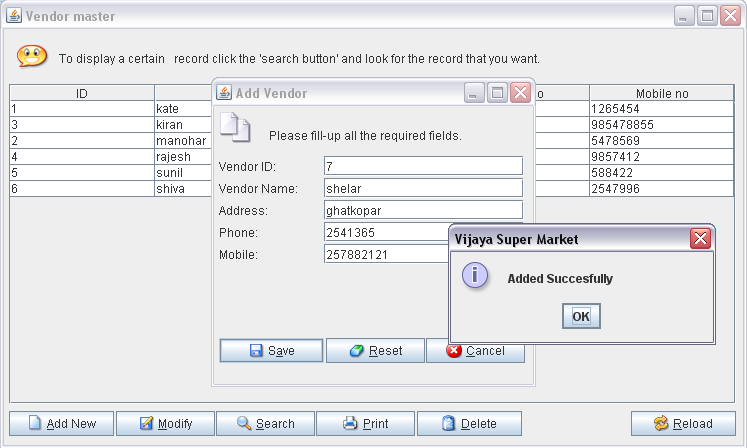 Vendor master
To display a certain record click the 'search button' and look for the record that you want.
ID o Mobile no
1 kate 1265454
3 kiran 985478855
2 manohar 5478569
4 rajesh 9857412
5 sunil 588422
6 shiva 2547996
Add Vendor
Please fill-up all the required fields.
Vendor ID: 7
Vendor Name: shelar
Address: ghatkopar
Phone: 2541365
Mobile: 257882121
Save Reset Cancel
Vijaya Super Market
Added Succesfully
OK
Add New Modify Search Print Delete Reload